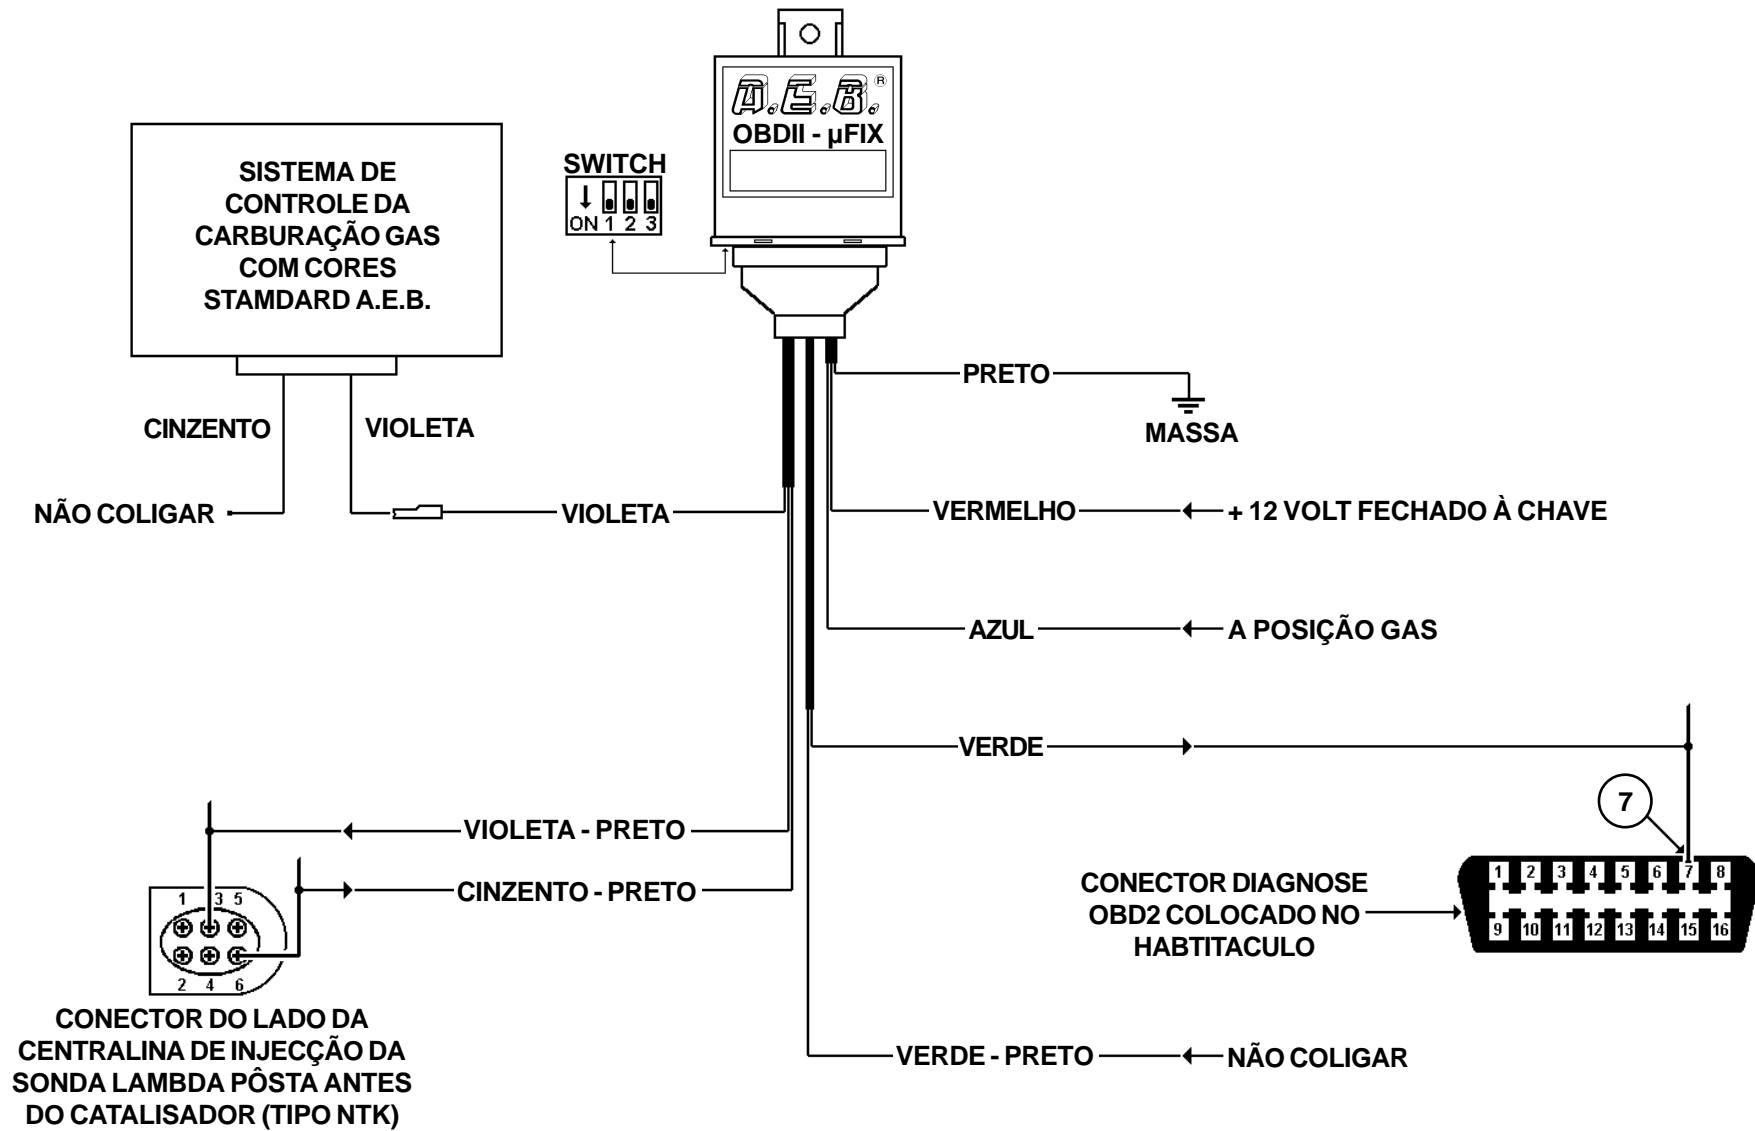 A.E.B.®
OBDII - µFIX
SWITCH
ON 1 2 3
SISTEMA DE
CONTROLE DA
CARBURAÇÃO GAS
COM CORES
STAMDARD A.E.B.
CINZENTO
VIOLETA
NÃO COLIGAR
VIOLETA
PRETO
MASSA
VERMELHO
+ 12 VOLT FECHADO À CHAVE
AZUL
A POSIÇÃO GAS
VERDE
7
VIOLETA - PRETO
CINZENTO - PRETO
1 3 5
2 4 6
CONECTOR DIAGNOSE
OBD2 COLOCADO NO
HABTITACULO
1 2 3 4 5 6 7 8
9 10 11 12 13 14 15 16
CONECTOR DO LADO DA
CENTRALINA DE INJECÇÃO DA
SONDA LAMBDA PÔSTA ANTES
DO CATALISADOR (TIPO NTK)
VERDE - PRETO
NÃO COLIGAR